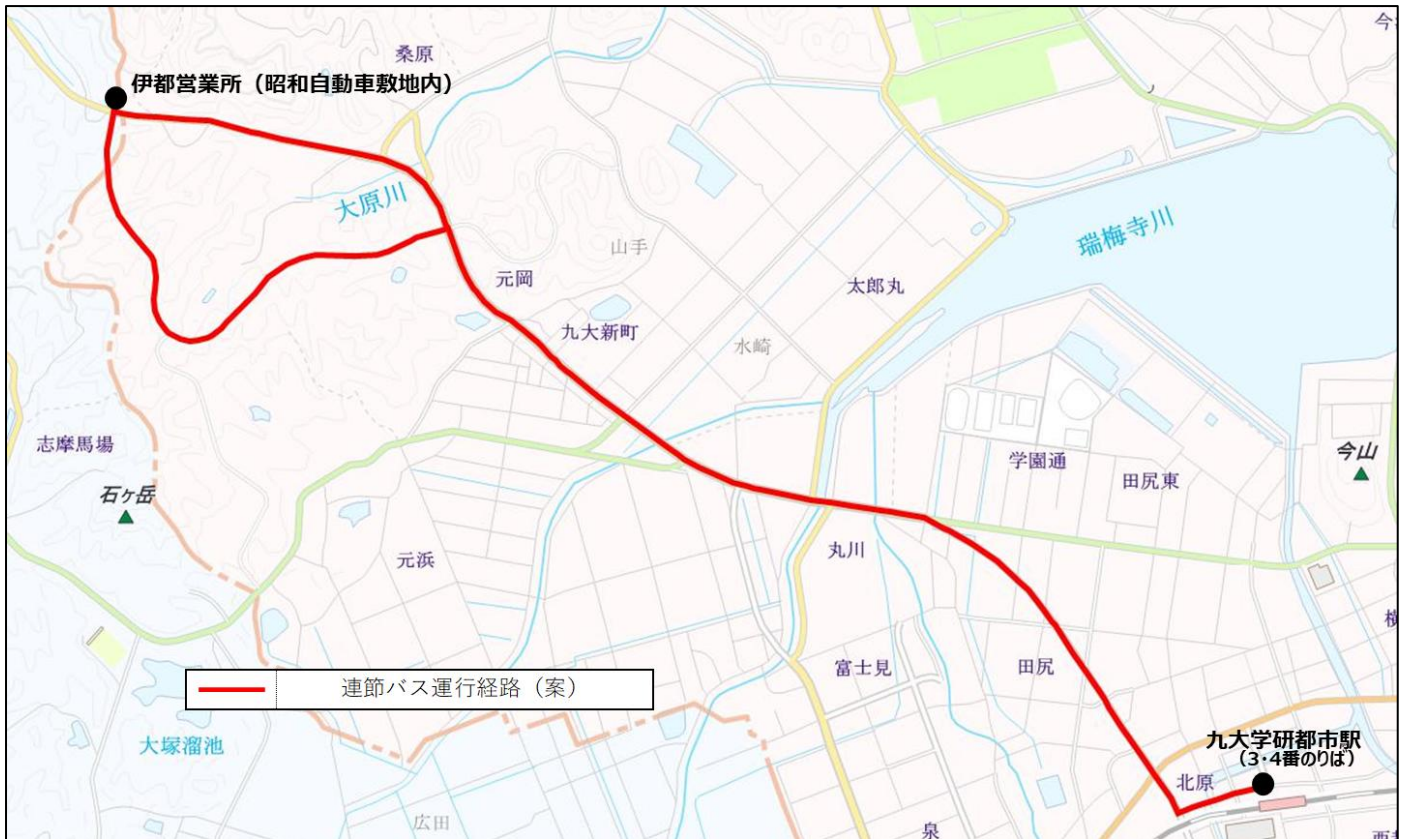 桑原
伊都営業所（昭和自動車敷地内）
大原川
瑞梅寺川
山手
元岡
太郎丸
九大新町
水崎
志摩馬場
石ヶ岳
学園通
田尻東
今山
元浜
丸川
富士見
田尻
連節バス運行経路（案）
大塚溜池
九大学研都市駅
（3・4番のりば）
北原
広田
泉